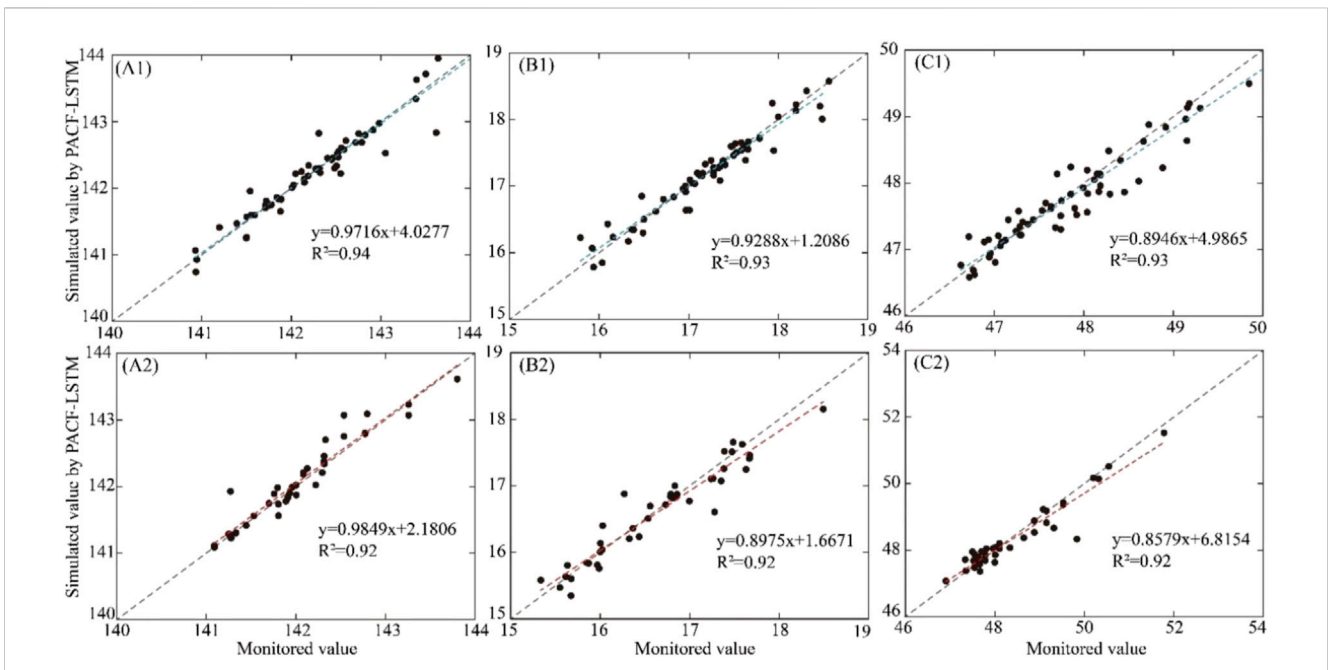 Simulated value by PACF-LSTM
144
143
142
141
140
(A1)
y=0.9716x+4.0277
R²=0.94
140 141 142 143 144
19
18
17
16
15
(B1)
y=0.9288x+1.2086
R²=0.93
15 16 17 18 19
50
49
48
47
46
(C1)
y=0.8946x+4.9865
R²=0.93
46 47 48 49 50
Simulated value by PACF-LSTM
144
143
142
141
140
(A2)
y=0.9849x+2.1806
R²=0.92
140 141 142 143 144
Monitored value
19
18
17
16
15
(B2)
y=0.8975x+1.6671
R²=0.92
15 16 17 18 19
Monitored value
54
52
50
48
46
(C2)
y=0.8579x+6.8154
R²=0.92
46 48 50 52 54
Monitored value